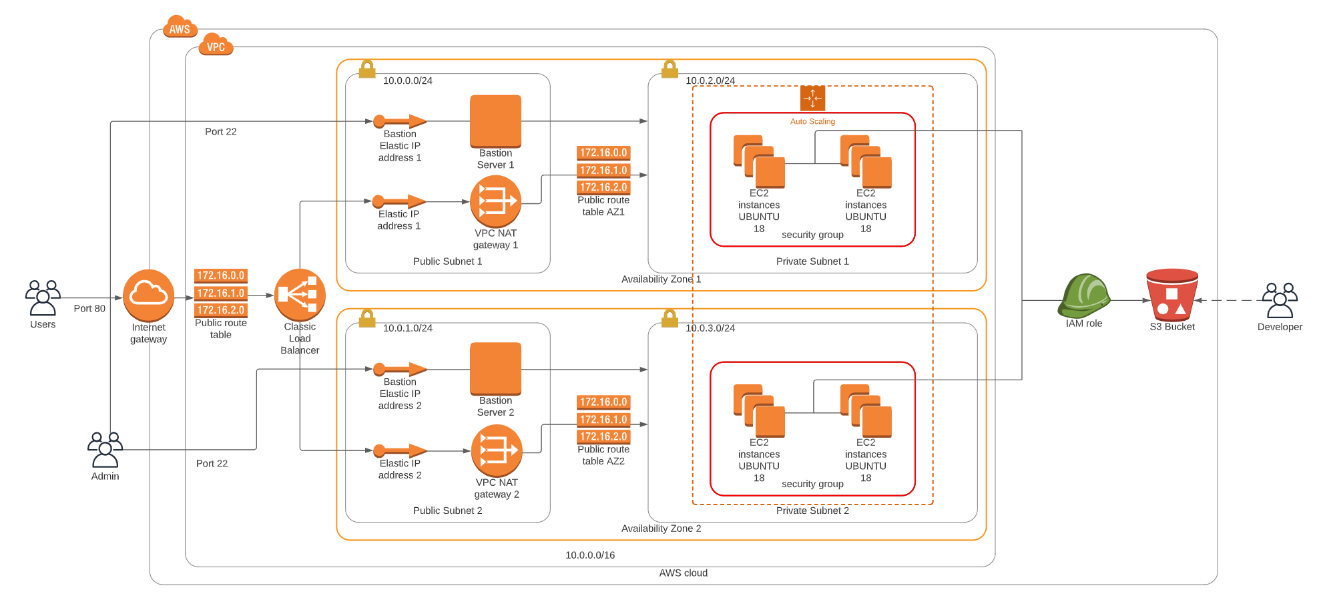 AWS
VPC
10.0.0.0/24
10.0.2.0/24
Port 22
Bastion
Elastic IP
address 1
Bastion
Server 1
Elastic IP
address 1
VPC NAT
gateway 1
Public Subnet 1
172.16.0.0
172.16.1.0
172.16.2.0
Public route
table AZ1
Auto Scaling
EC2
instances
UBUNTU
18
EC2
instances
UBUNTU
18
security group
Private Subnet 1
Availability Zone 1
Users
Port 80
Internet
gateway
172.16.0.0
172.16.1.0
172.16.2.0
Public route
table
Classic
Load
Balancer
10.0.1.0/24
10.0.3.0/24
Bastion
Elastic IP
address 2
Bastion
Server 2
Elastic IP
address 2
VPC NAT
gateway 2
Public Subnet 2
172.16.0.0
172.16.1.0
172.16.2.0
Public route
table AZ2
EC2
instances
UBUNTU
18
EC2
instances
UBUNTU
18
security group
Private Subnet 2
Availability Zone 2
Admin
Port 22
IAM role
S3 Bucket
Developer
10.0.0.0/16
AWS cloud